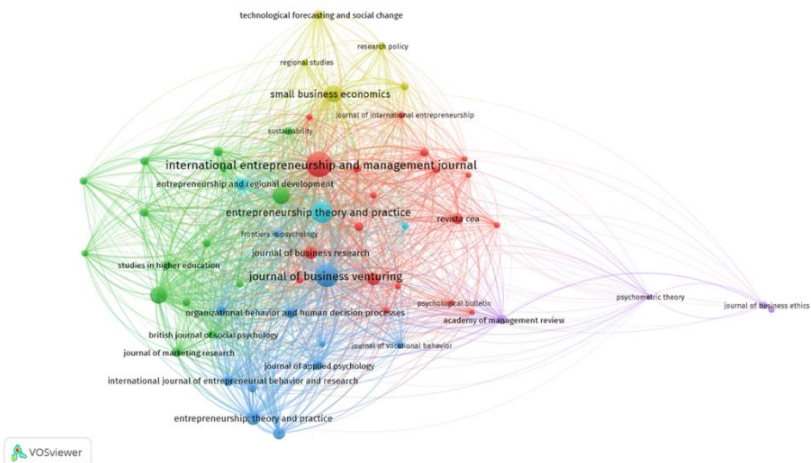 technological forecasting and social change
research policy
regional studies
small business economics
journal of international entrepreneurship
sustainability
international entrepreneurship and management journal
entrepreneurship and regional development
entrepreneurship theory and practice
revista cea
frontiers in psychology
journal of business research
studies in higher education
journal of business venturing
psychometric theory
psychological bulletin
journal of business ethics
organizational behavior and human decision processes
academy of management review
british journal of social psychology
journal of vocational behavior
journal of marketing research
journal of applied psychology
international journal of entrepreneurial behavior and research
entrepreneurship: theory and practice
VOSviewer